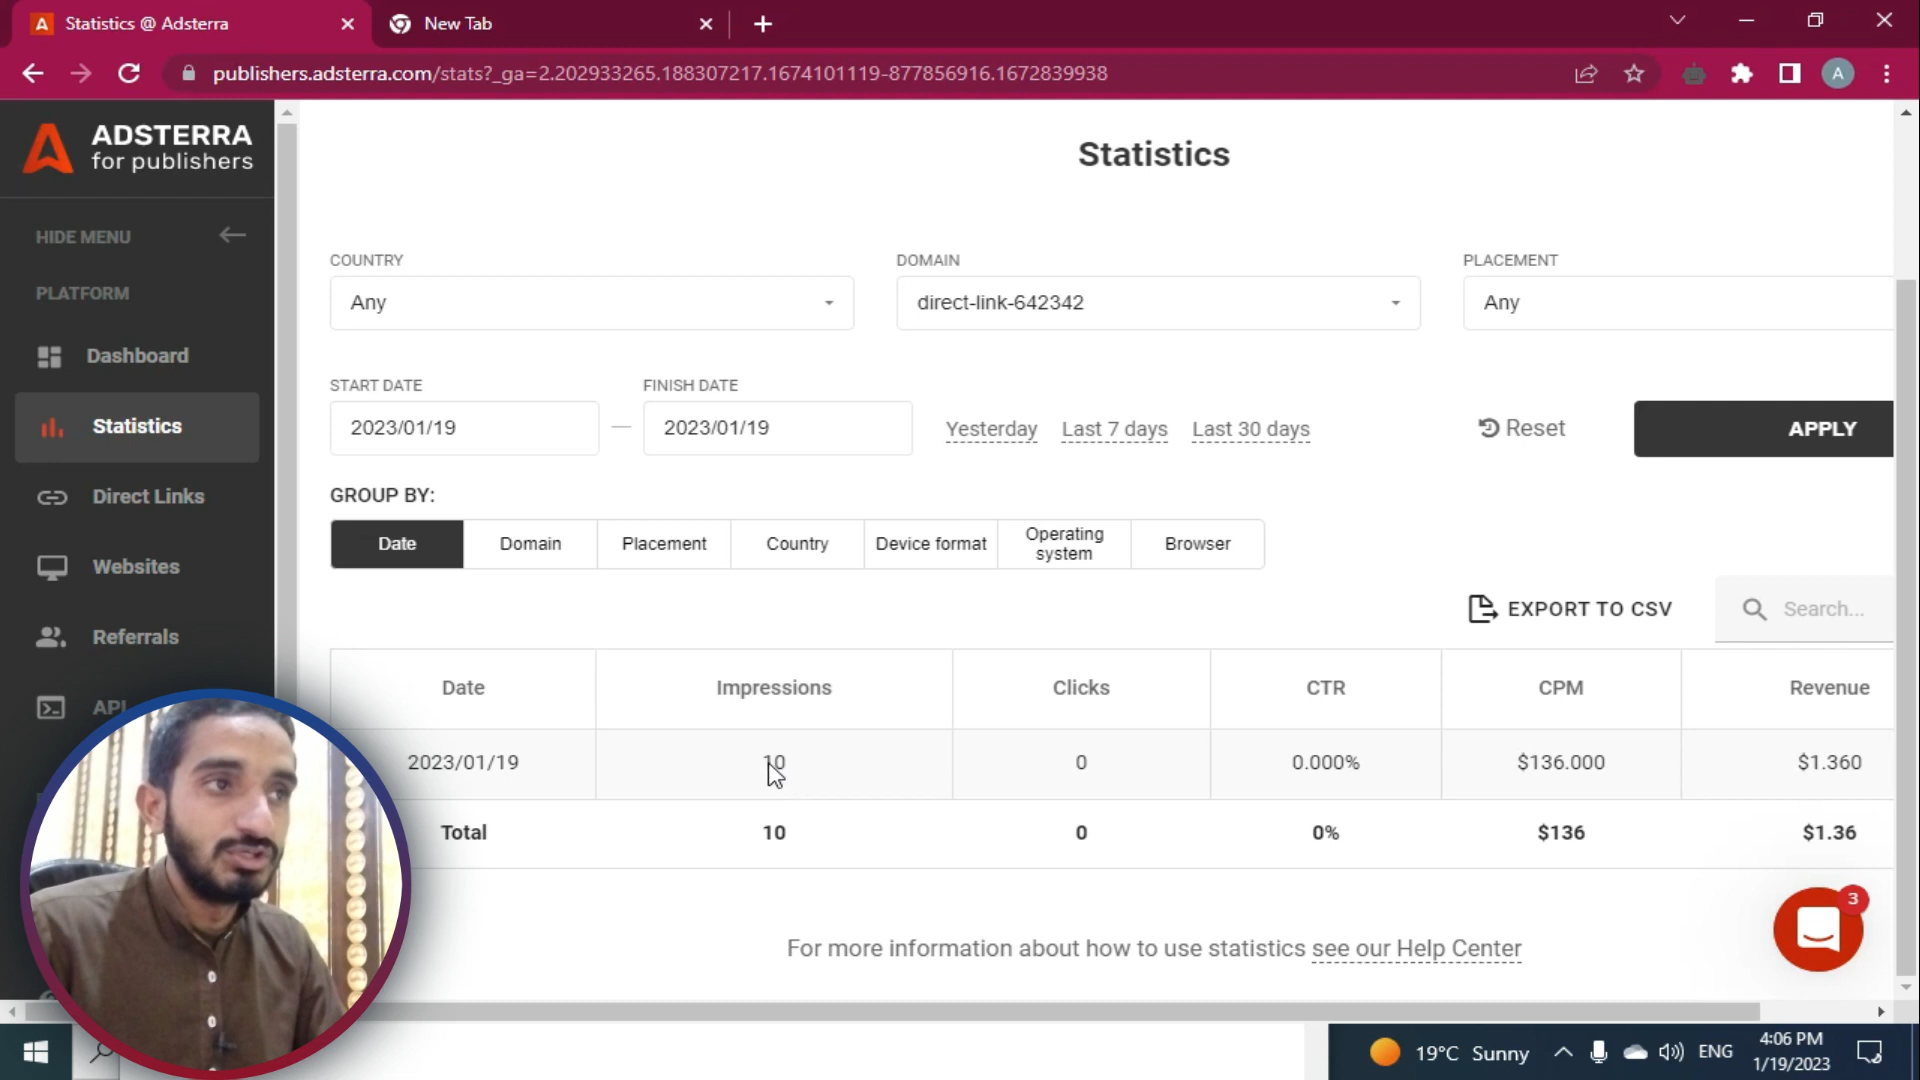 Statistics @ Adsterra
New Tab
publishers.adsterra.com/stats?_ga=2.202933265.188307217.1674101119-877856916.1672839938
A
ADSTERRA
for publishers
HIDE MENU
PLATFORM
Dashboard
Statistics
Direct Links
Websites
Referrals
API
Statistics
COUNTRY
DOMAIN
PLACEMENT
Any
direct-link-642342
Any
START DATE
FINISH DATE
2023/01/19 — 2023/01/19
Yesterday
Last 7 days
Last 30 days
Reset
APPLY
GROUP BY:
Date
Domain
Placement
Country
Device format
Operating system
Browser
EXPORT TO CSV
Search...
Date Impressions Clicks CTR CPM Revenue
2023/01/19 10 0 0.000% $136.000 $1.360
Total 10 0 0% $136 $1.36
For more information about how to use statistics see our Help Center
3
19°C Sunny
ENG
4:06 PM
1/19/2023